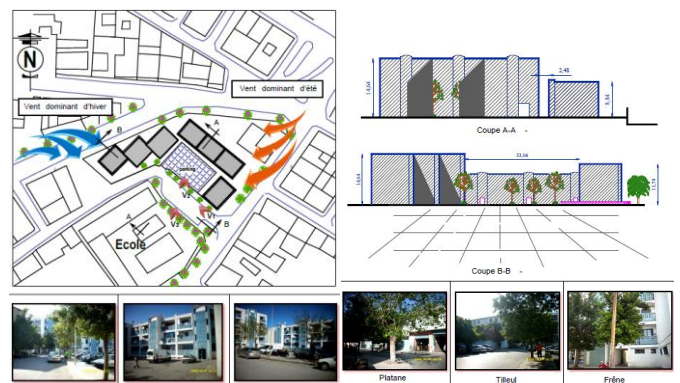 N
Vent dominant d'hiver
Vent dominant d'été
B
A
parking
V2
V1
V3
A
B
Ecole
14,64
2,48
8,94
Coupe A-A -
14,64
33,04
11,74
Coupe B-B -
Platane
Tilleul
Frêne